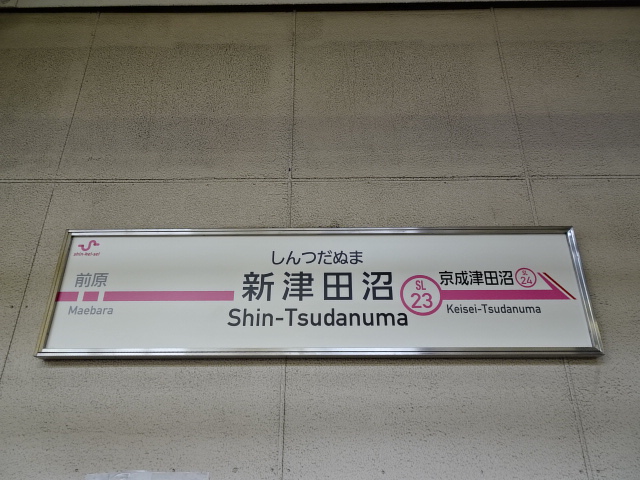 shin-kei-sei
前原
Maebara
しんつだぬま
新津田沼
Shin-Tsudanuma
SL
23
京成津田沼
SL
24
Keisei-Tsudanuma